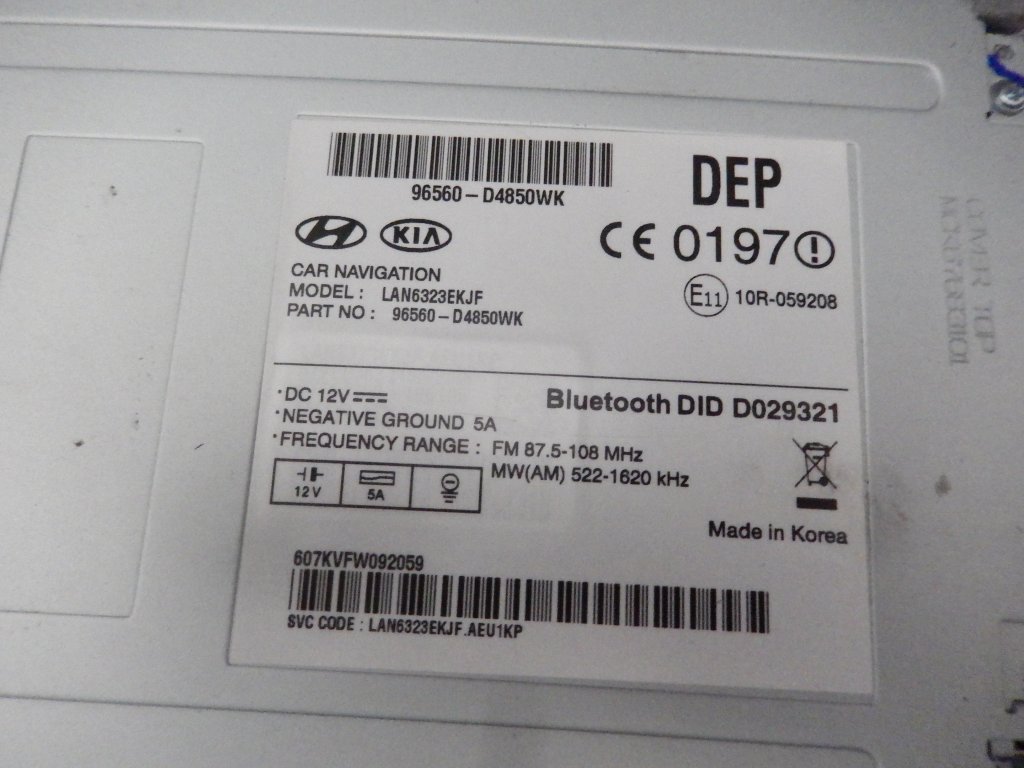 96560-D4850WK
DEP
KIA
CE 0197
CAR NAVIGATION
MODEL : LAN6323EKJF
PART NO : 96560-D4850WK
E11 10R-059208
·DC 12V
·NEGATIVE GROUND 5A
·FREQUENCY RANGE : FM 87.5-108 MHz
MW(AM) 522-1620 kHz
Bluetooth DID D029321
12V
5A
Made in Korea
607KVFW092059
SVC CODE : LAN6323EKJF.AEU1KP
COVER TOP